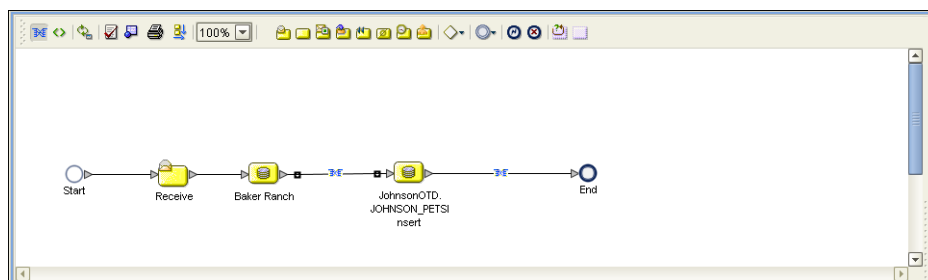 100%
Start
Receive
Baker Ranch
JohnsonOTD.
JOHNSON_PETSI
nsert
End